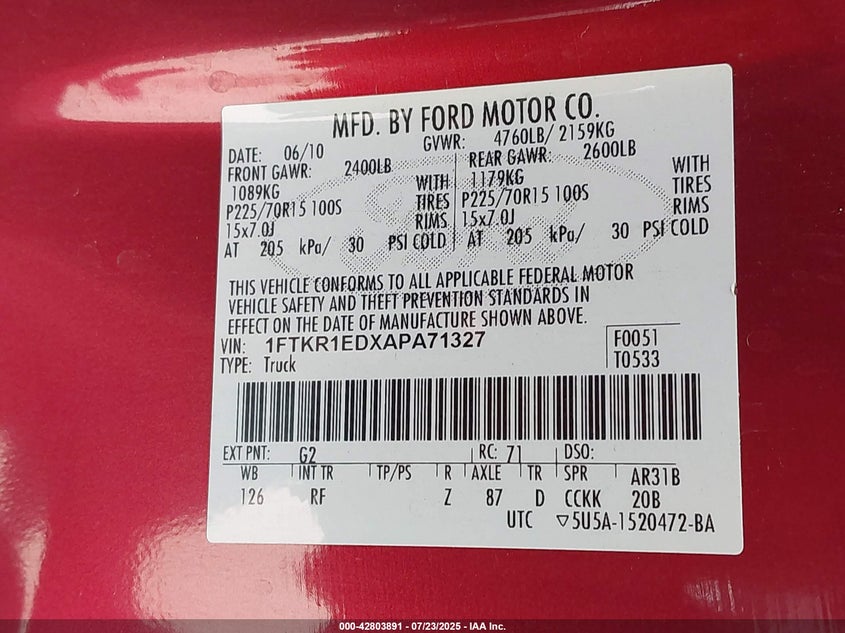 MFD. BY FORD MOTOR CO.
DATE: 06/10 GVWR: 4760LB/ 2159KG
FRONT GAWR: 2400LB REAR GAWR: 2600LB
1089KG WITH 1179KG WITH
P225/70R15 100S TIRES P225/70R15 100S TIRES
15x7.0J RIMS 15x7.0J RIMS
AT 205 kPa/ 30 PSI COLD AT 205 kPa/ 30 PSI COLD
THIS VEHICLE CONFORMS TO ALL APPLICABLE FEDERAL MOTOR
VEHICLE SAFETY AND THEFT PREVENTION STANDARDS IN
EFFECT ON THE DATE OF MANUFACTURE SHOWN ABOVE.
VIN: 1FTKR1EDXAPA71327 F0051
TYPE: Truck T0533
EXT PNT: G2 RC: 71 DSO:
WB INT TR TP/PS R AXLE TR SPR AR31B
126 RF Z 87 D CCKK 20B
UTC ▽5U5A-1520472-BA
000-42803891 - 07/23/2025 - IAA Inc.